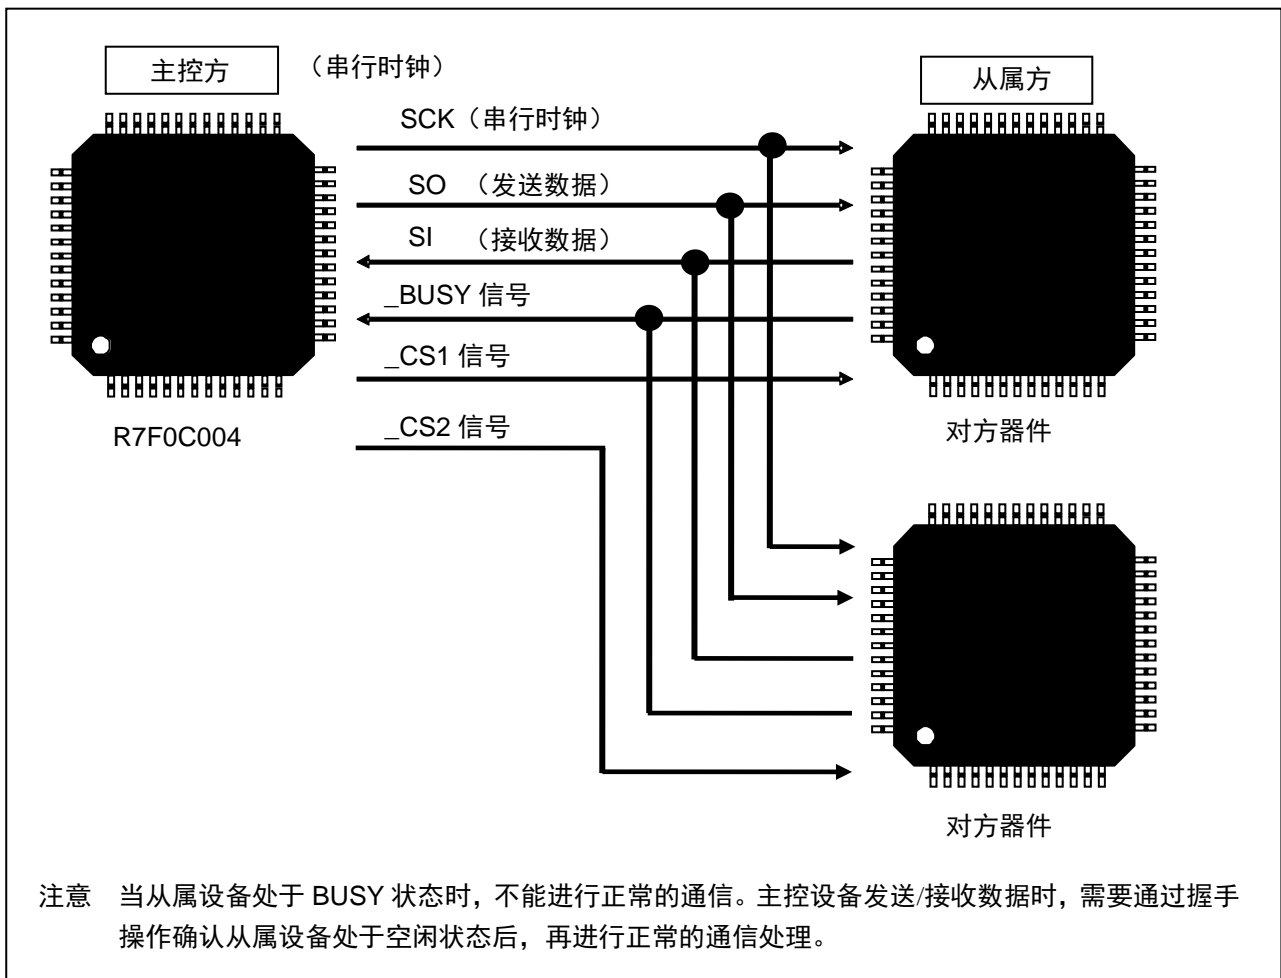 主控方
（串行时钟）
从属方
SCK（串行时钟）
SO （发送数据）
SI （接收数据）
_BUSY 信号
_CS1 信号
_CS2 信号
R7F0C004
对方器件
对方器件
注意 当从属设备处于 BUSY 状态时，不能进行正常的通信。主控设备发送/接收数据时，需要通过握手
操作确认从属设备处于空闲状态后，再进行正常的通信处理。